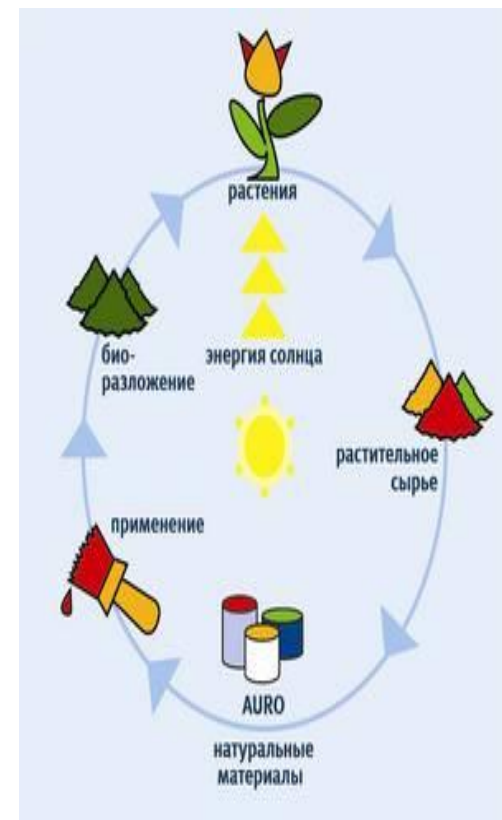 растения
энергия солнца
био-
разложение
растительное
сырье
применение
AURO
натуральные
материалы